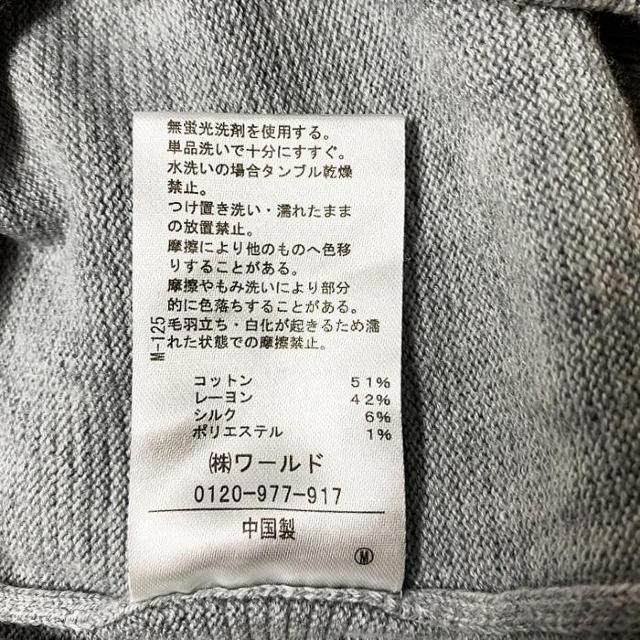 無蛍光洗剤を使用する。
単品洗いで十分にすすぐ。
水洗いの場合タンブル乾燥
禁止。
つけ置き洗い・濡れたまま
の放置禁止。
摩擦により他のものへ色移
りすることがある。
摩擦やもみ洗いにより部分
的に色落ちすることがある。
毛羽立ち・白化が起きるため濡
れた状態での摩擦禁止。
M-125
コットン 51%
レーヨン 42%
シルク 6%
ポリエステル 1%
㈱ワールド
0120-977-917
中国製
Ⓜ